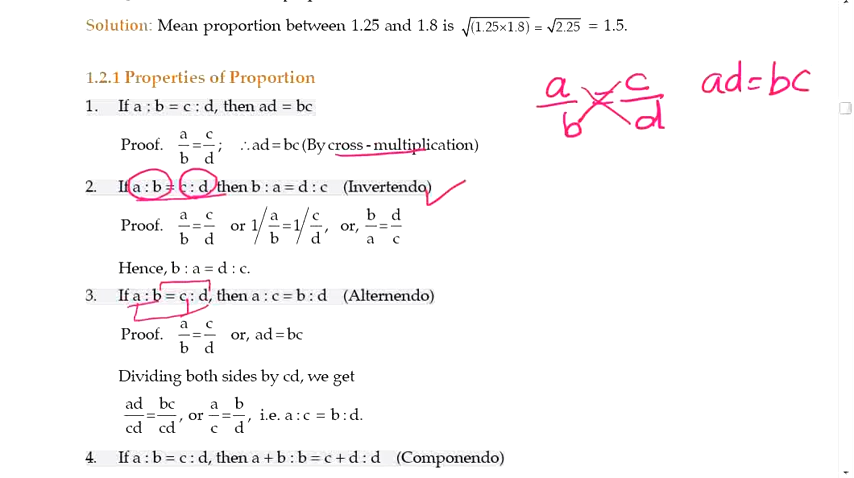 Solution: Mean proportion between 1.25 and 1.8 is √(1.25×1.8) = √2.25 = 1.5.
1.2.1 Properties of Proportion
a/b = c/d ad = bc
1. If a : b = c : d, then ad = bc
Proof. a/b = c/d; ∴ ad = bc (By cross - multiplication)
2. If a : b = c : d then b : a = d : c (Invertendo)
Proof. a/b = c/d or 1/a/b = 1/c/d, or, b/a = d/c
Hence, b : a = d : c.
3. If a : b = c : d, then a : c = b : d (Alternendo)
Proof. a/b = c/d or, ad = bc
Dividing both sides by cd, we get
ad/cd = bc/cd, or a/c = b/d, i.e. a : c = b : d.
4. If a : b = c : d, then a + b : b = c + d : d (Componendo)